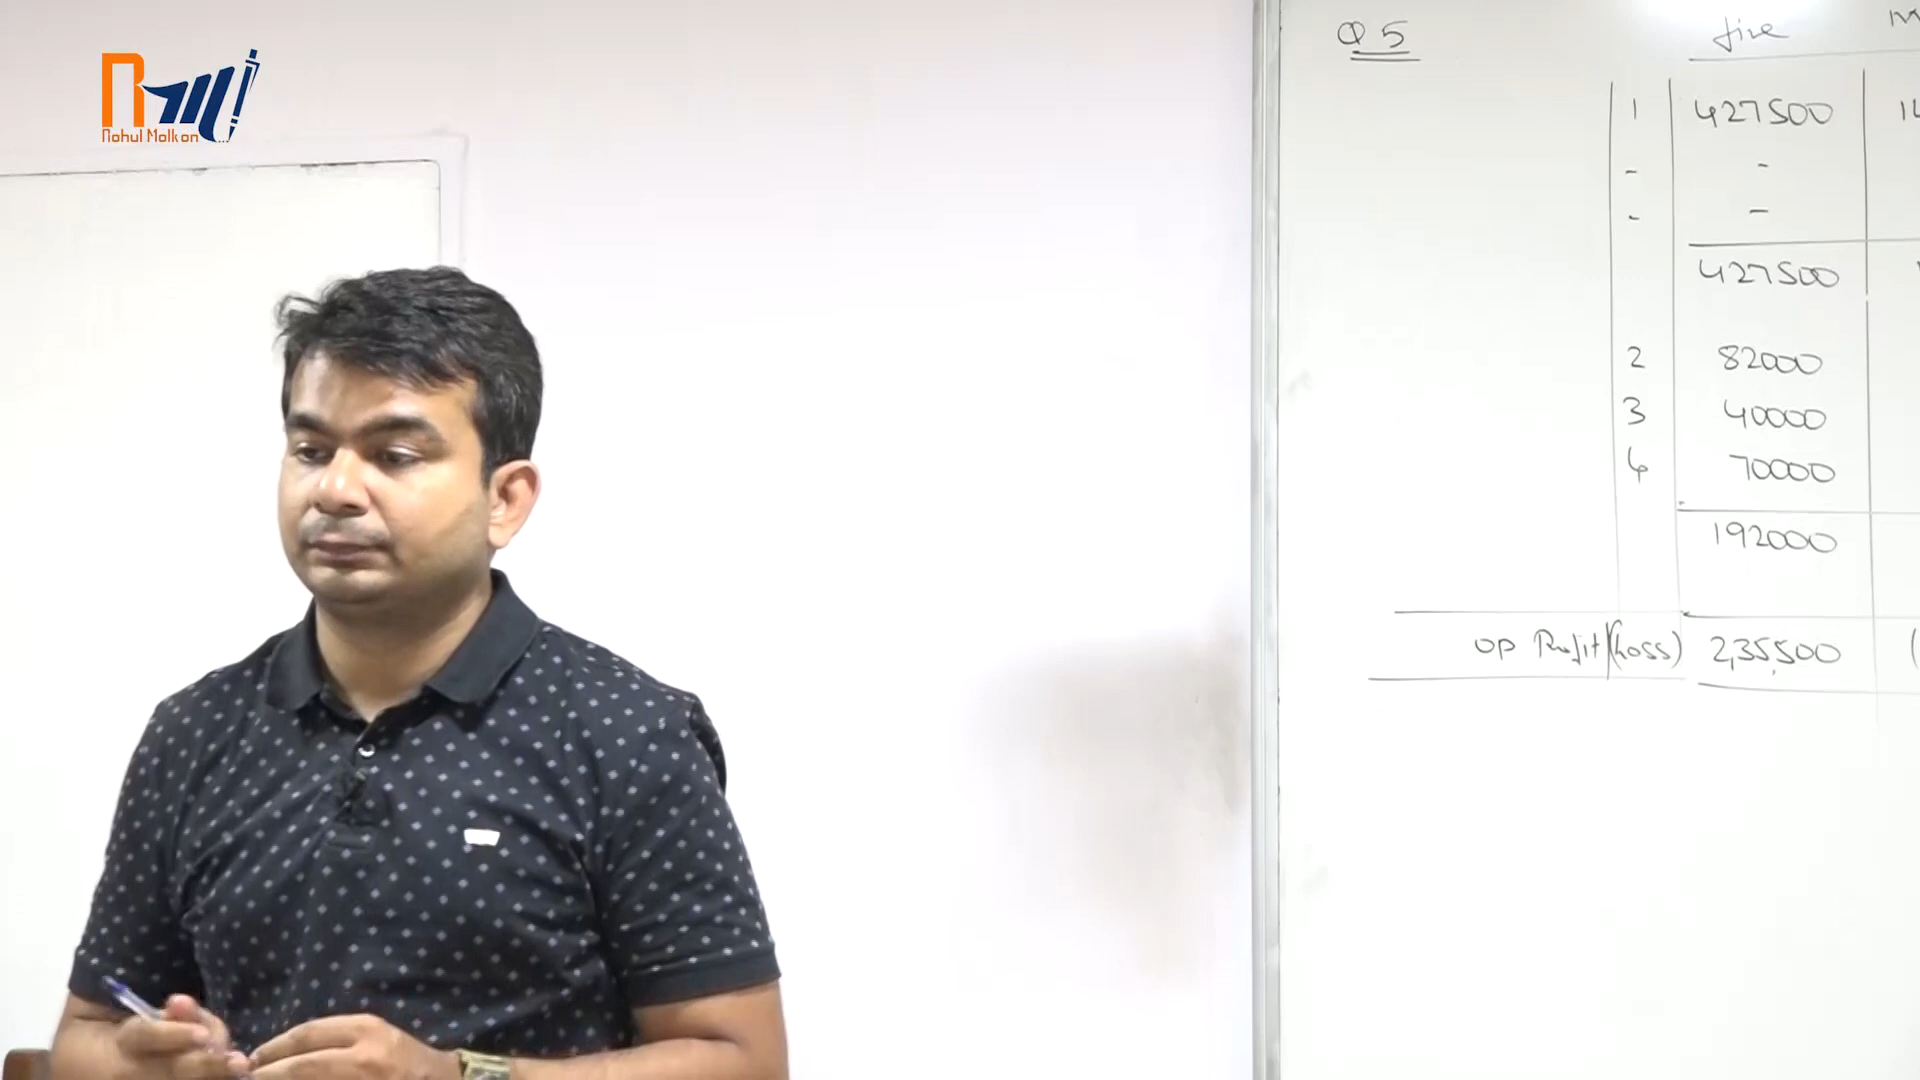 Rahul Malkan
Q 5
fire
1 427500 14
- -
- -
427500
2 82000
3 40000
4 70000
192000
OP Profit/(Loss) 2,35,500 (